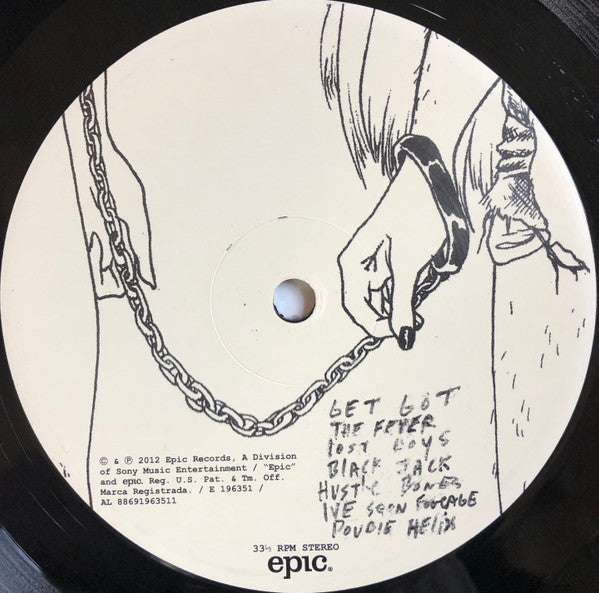 GET GOT
THE FEVER
LOST BOYS
BLACK JACK
HUSTLE BONES
IVE SEEN FOOTAGE
DOUBLE HELIX
© & ℗ 2012 Epic Records, A Division
of Sony Music Entertainment / "Epic"
and epic. Reg. U.S. Pat. & Tm. Off.
Marca Registrada. / E 196351 /
AL 88691963511
33⅓ RPM STEREO
epic®